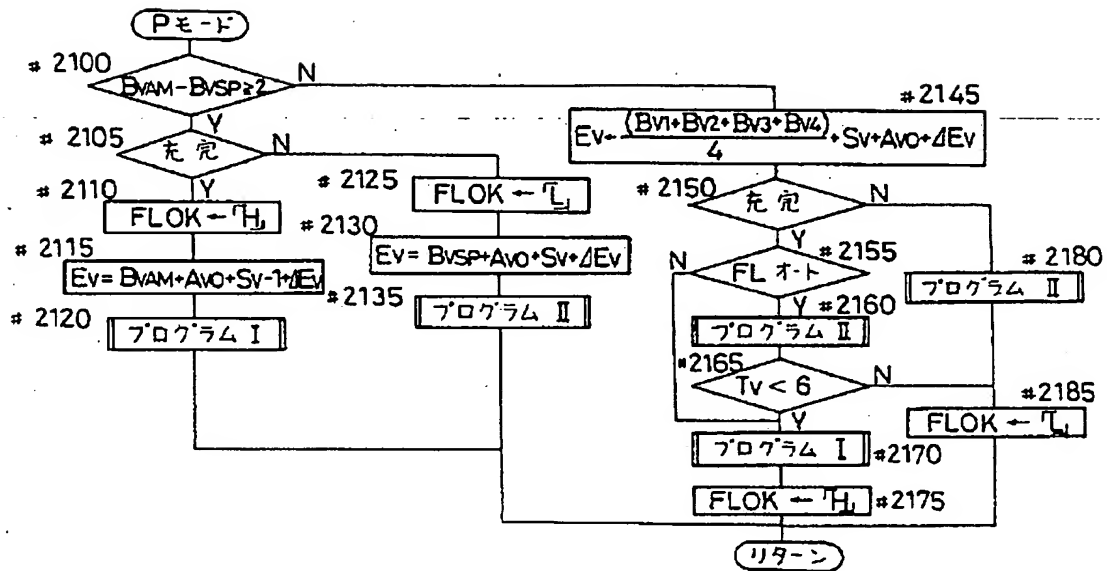 Pモード
#2100
BVAM-BVSP≧2
N
Y
#2105
充完
N
Y
#2110
FLOK←「H」
#2115
EV=BVAM+AVO+SV-1+ΔEV
#2120
プログラム I
#2125
FLOK←「L」
#2130
EV=BVSP+AVO+SV+ΔEV
#2135
プログラム II
#2145
EV←(BV1+BV2+BV3+BV4)/4+SV+AVO+ΔEV
#2150
充完
N
Y
#2155
FLオート
N
Y
#2160
プログラム II
#2165
TV<6
N
Y
プログラム I
#2170
FLOK←「H」
#2175
#2180
プログラム II
#2185
FLOK←「L」
リターン